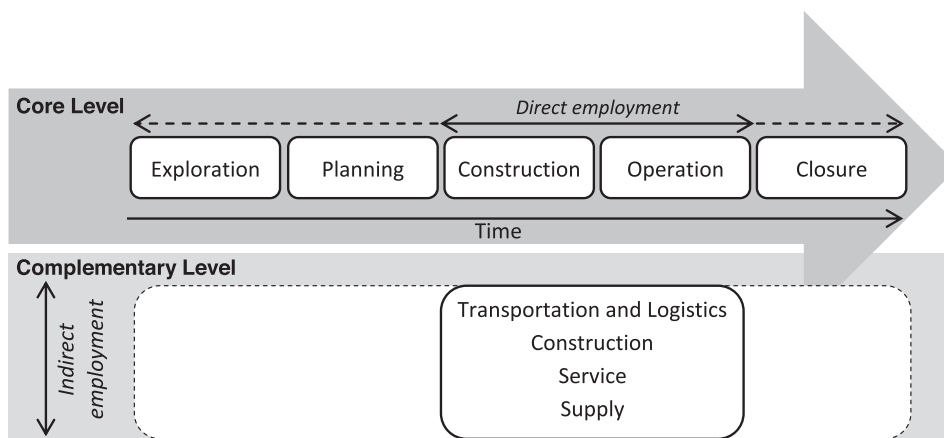 Core Level
Direct employment
Exploration
Planning
Construction
Operation
Closure
Time
Complementary Level
Indirect
employment
Transportation and Logistics
Construction
Service
Supply